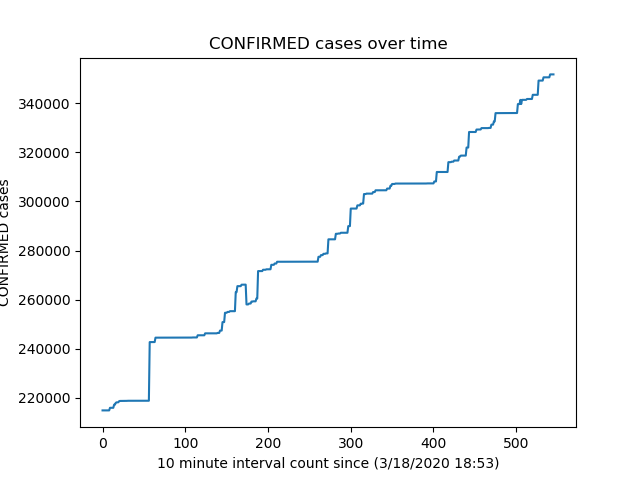 CONFIRMED cases over time
CONFIRMED cases
340000
320000
300000
280000
260000
240000
220000
0 100 200 300 400 500
10 minute interval count since (3/18/2020 18:53)